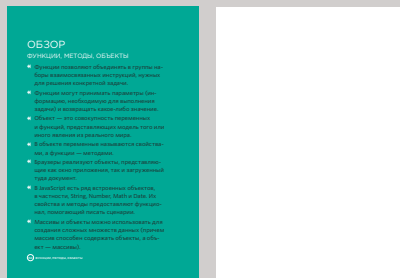 ОБЗОР
ФУНКЦИИ, МЕТОДЫ, ОБЪЕКТЫ
Функции позволяют объединять в группы на-
боры взаимосвязанных инструкций, нужных
для решения конкретной задачи.
Функции могут принимать параметры (ин-
формацию, необходимую для выполнения
задачи) и возвращать какое-либо значение.
Объект — это совокупность переменных
и функций, представляющих модель того или
иного явления из реального мира.
В объекте переменные называются свойства-
ми, а функции — методами.
Браузеры реализуют объекты, представляю-
щие как окно приложения, так и загруженный
туда документ.
В JavaScript есть ряд встроенных объектов,
в частности, String, Number, Math и Date. Их
свойства и методы предоставляют функцио-
нал, помогающий писать сценарии.
Массивы и объекты можно использовать для
создания сложных множеств данных (причем
массив способен содержать объекты, а объ-
ект — массивы).
ФУНКЦИИ, МЕТОДЫ, ОБЪЕКТЫ